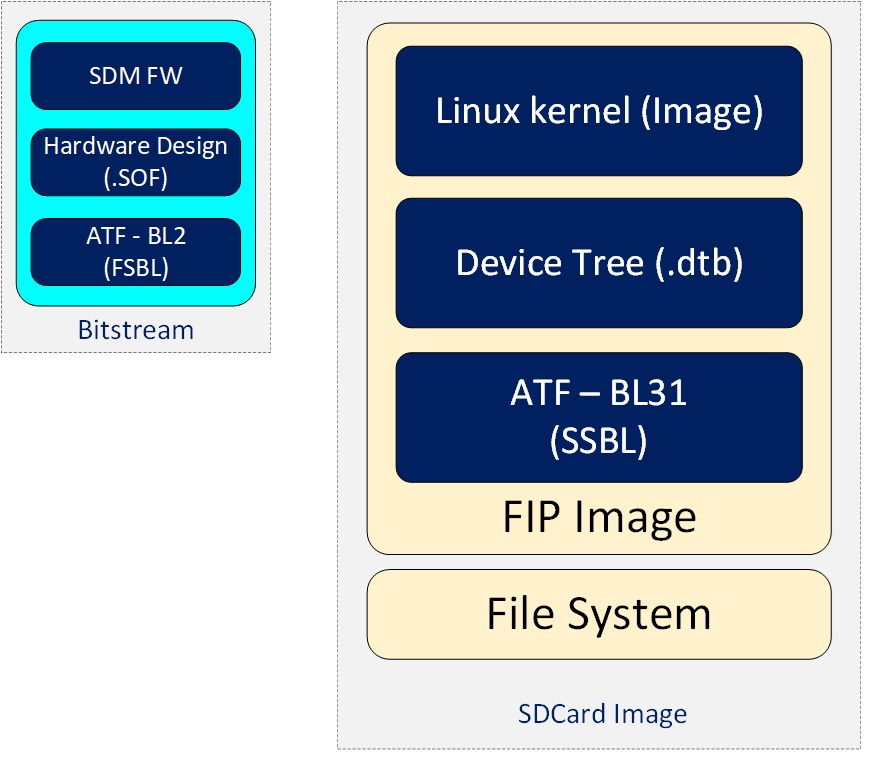 SDM FW
Hardware Design
(.SOF)
ATF - BL2
(FSBL)
Bitstream
Linux kernel (Image)
Device Tree (.dtb)
ATF – BL31
(SSBL)
FIP Image
File System
SDCard Image